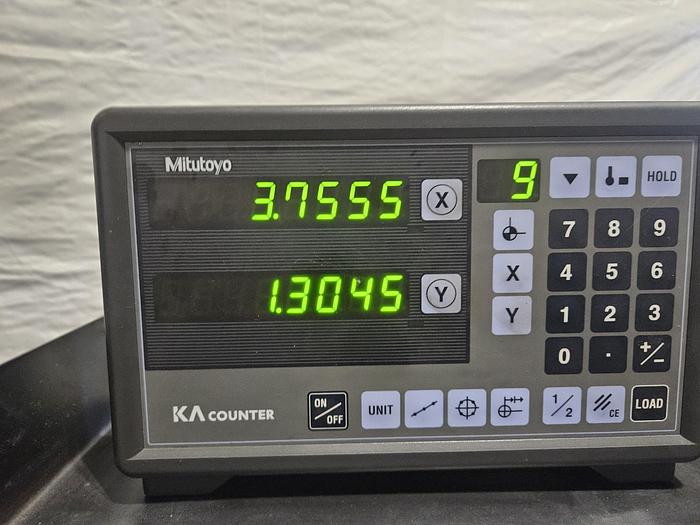 Mitutoyo
3.7555 X
9 HOLD
1.3045 Y
7 8 9
X 4 5 6
Y 1 2 3
0 . +/-
KA COUNTER
ON/OFF UNIT 1/2 CE LOAD